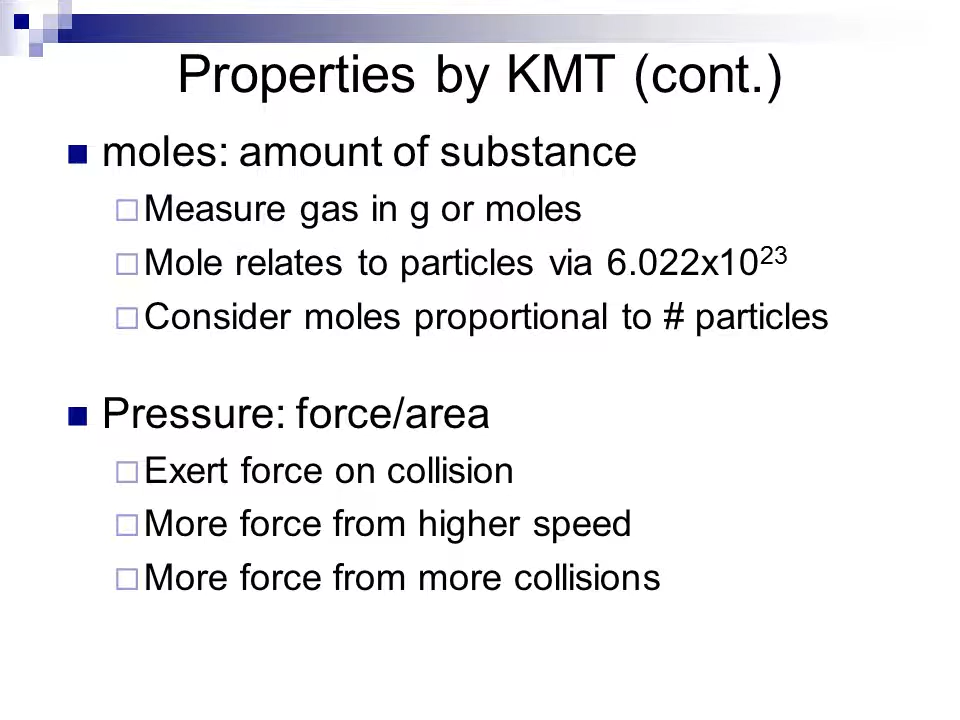 Properties by KMT (cont.)
moles: amount of substance
Measure gas in g or moles
Mole relates to particles via 6.022x10²³
Consider moles proportional to # particles
Pressure: force/area
Exert force on collision
More force from higher speed
More force from more collisions